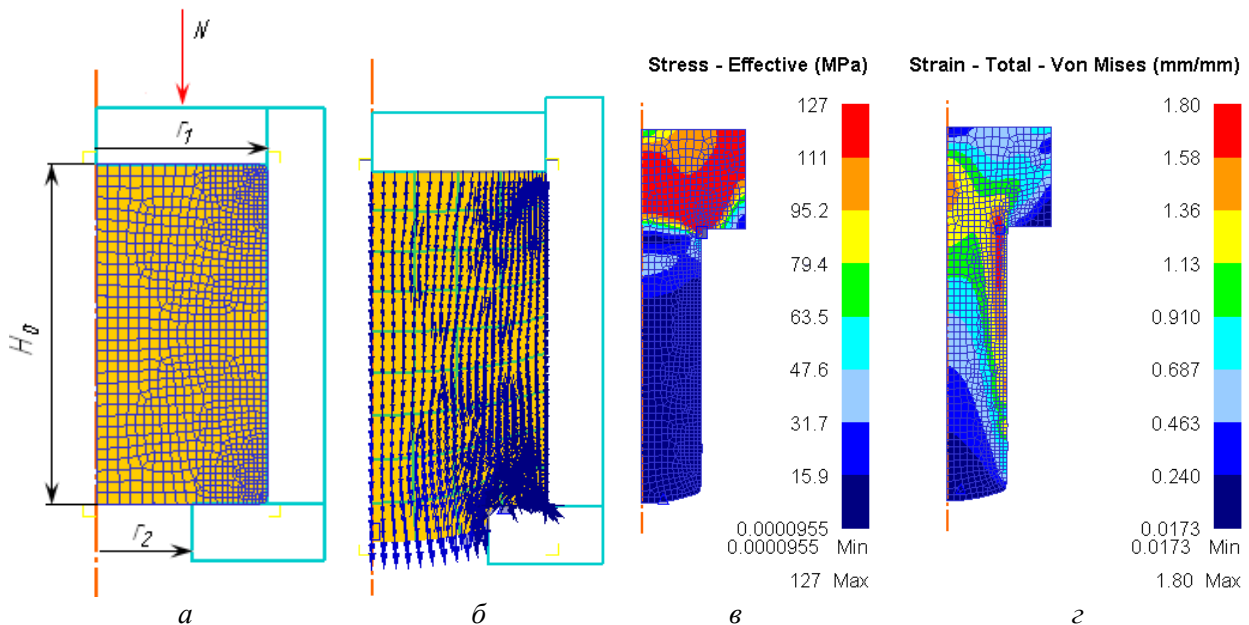 N
r1
H0
r2
Stress - Effective (MPa)
127
111
95.2
79.4
63.5
47.6
31.7
15.9
0.0000955
0.0000955 Min
127 Max
Strain - Total - Von Mises (mm/mm)
1.80
1.58
1.36
1.13
0.910
0.687
0.463
0.240
0.0173
0.0173 Min
1.80 Max
а
б
в
г